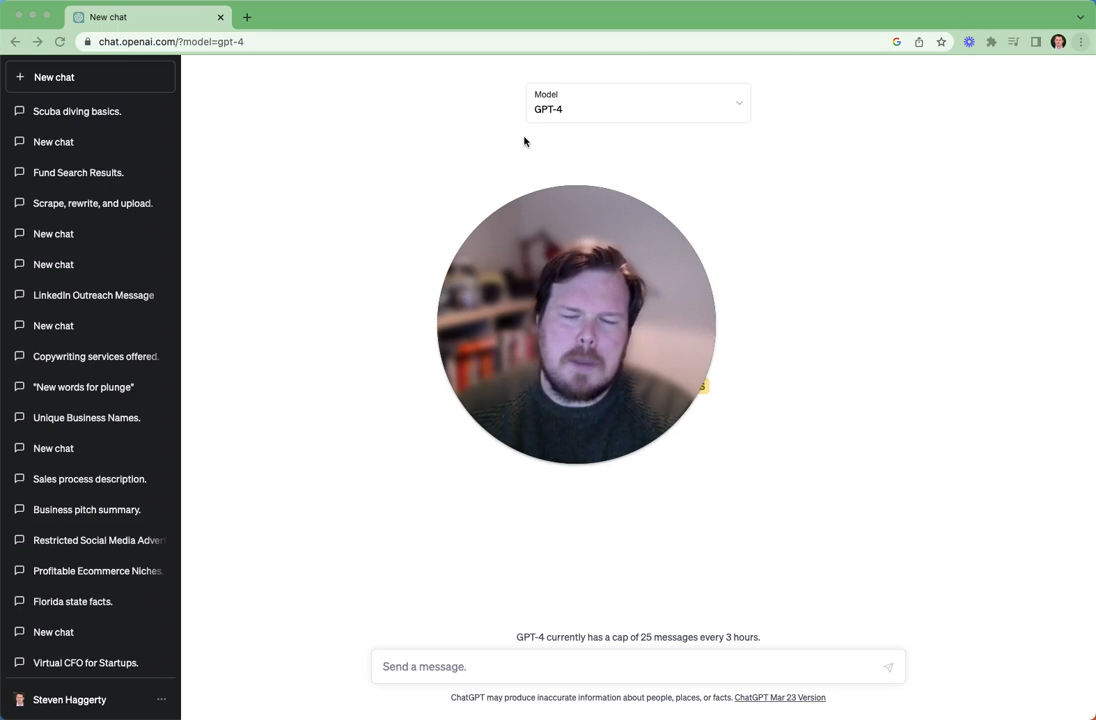 New chat
chat.openai.com/?model=gpt-4
New chat
Scuba diving basics.
New chat
Fund Search Results.
Scrape, rewrite, and upload.
New chat
New chat
LinkedIn Outreach Message
New chat
Copywriting services offered.
"New words for plunge"
Unique Business Names.
New chat
Sales process description.
Business pitch summary.
Restricted Social Media Adver
Profitable Ecommerce Niches.
Florida state facts.
New chat
Virtual CFO for Startups.
Steven Haggerty
Model
GPT-4
S
GPT-4 currently has a cap of 25 messages every 3 hours.
Send a message.
ChatGPT may produce inaccurate information about people, places, or facts. ChatGPT Mar 23 Version